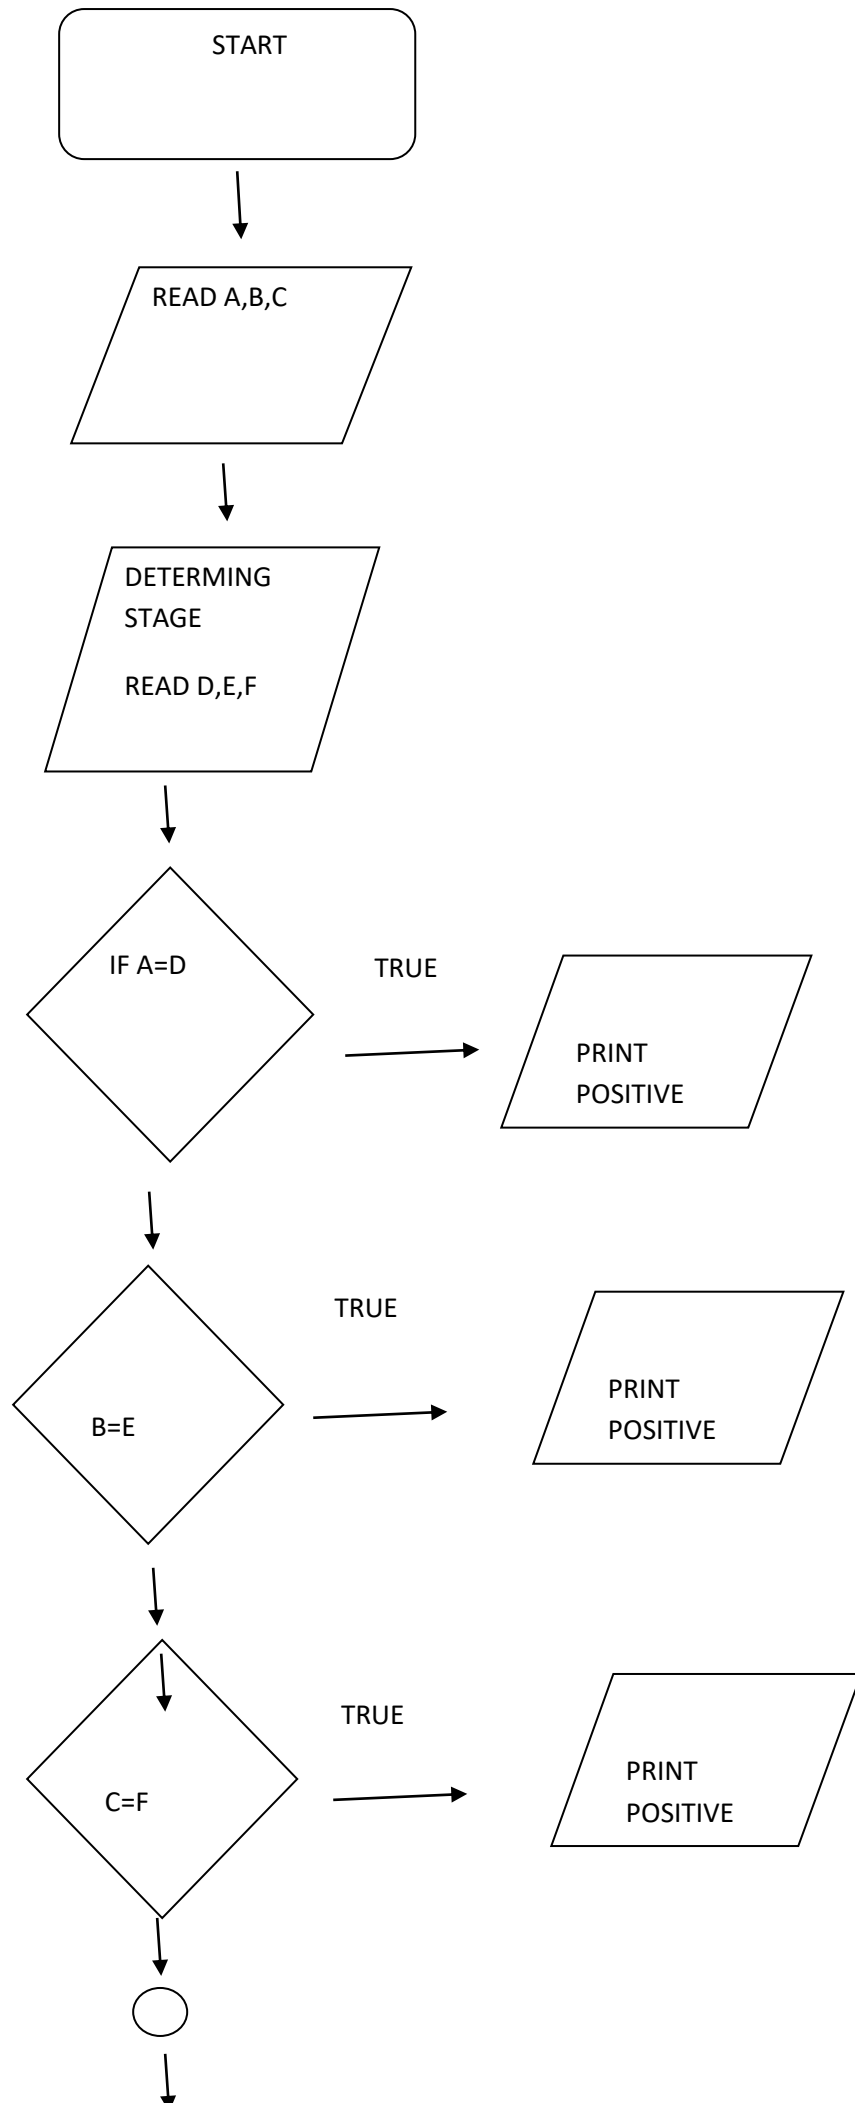 START
READ A,B,C
DETERMING
STAGE
READ D,E,F
IF A=D
TRUE
PRINT
POSITIVE
B=E
TRUE
PRINT
POSITIVE
C=F
TRUE
PRINT
POSITIVE